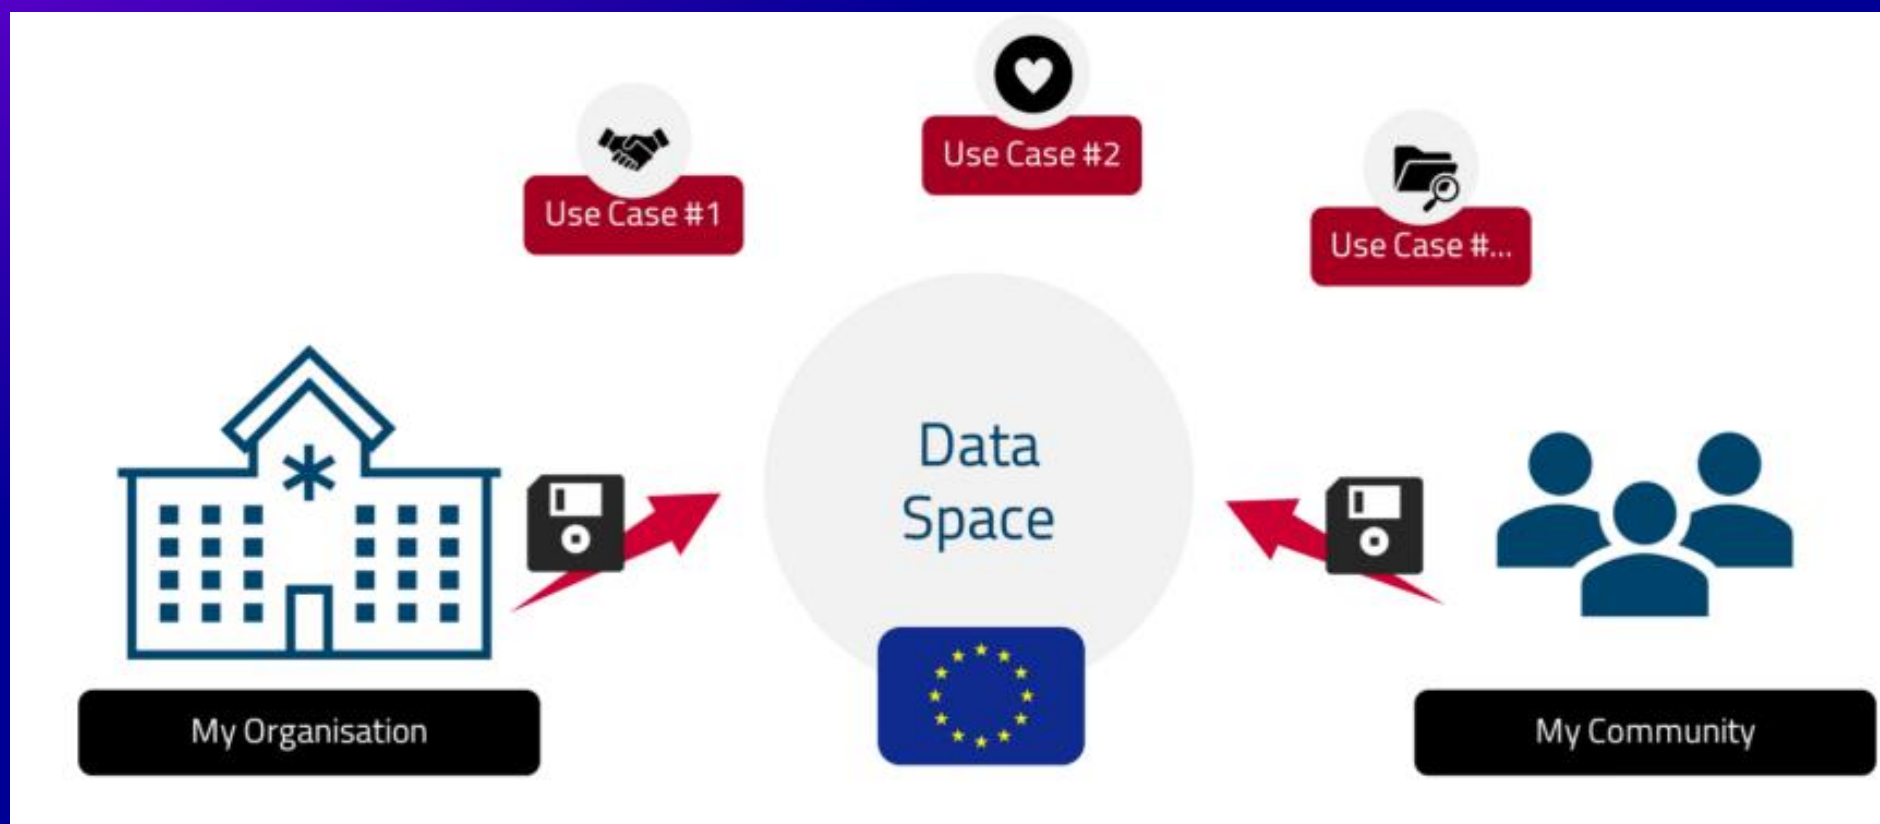 Use Case #1
Use Case #2
Use Case #...
Data
Space
My Organisation
My Community